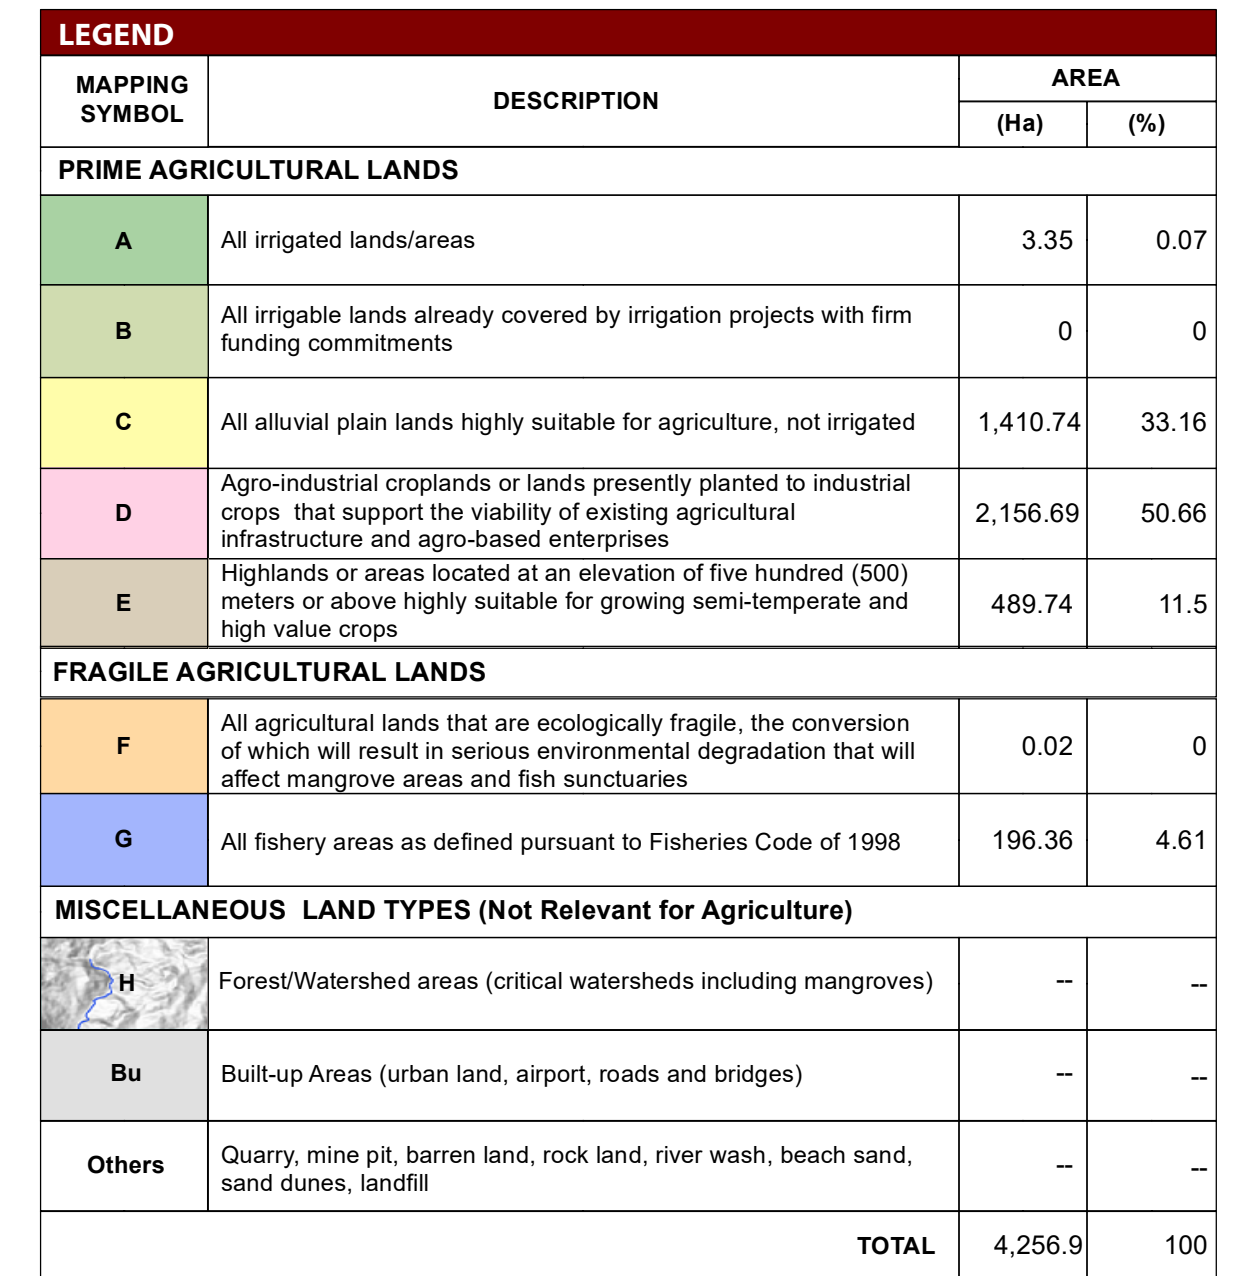 LEGEND
MAPPING SYMBOL DESCRIPTION AREA
(Ha) (%)
PRIME AGRICULTURAL LANDS
A All irrigated lands/areas 3.35 0.07
B All irrigable lands already covered by irrigation projects with firm
funding commitments 0 0
C All alluvial plain lands highly suitable for agriculture, not irrigated 1,410.74 33.16
D Agro-industrial croplands or lands presently planted to industrial
crops that support the viability of existing agricultural
infrastructure and agro-based enterprises 2,156.69 50.66
E Highlands or areas located at an elevation of five hundred (500)
meters or above highly suitable for growing semi-temperate and
high value crops 489.74 11.5
FRAGILE AGRICULTURAL LANDS
F All agricultural lands that are ecologically fragile, the conversion
of which will result in serious environmental degradation that will
affect mangrove areas and fish sunctuaries 0.02 0
G All fishery areas as defined pursuant to Fisheries Code of 1998 196.36 4.61
MISCELLANEOUS LAND TYPES (Not Relevant for Agriculture)
H Forest/Watershed areas (critical watersheds including mangroves) -- --
Bu Built-up Areas (urban land, airport, roads and bridges) -- --
Others Quarry, mine pit, barren land, rock land, river wash, beach sand,
sand dunes, landfill -- --
TOTAL 4,256.9 100